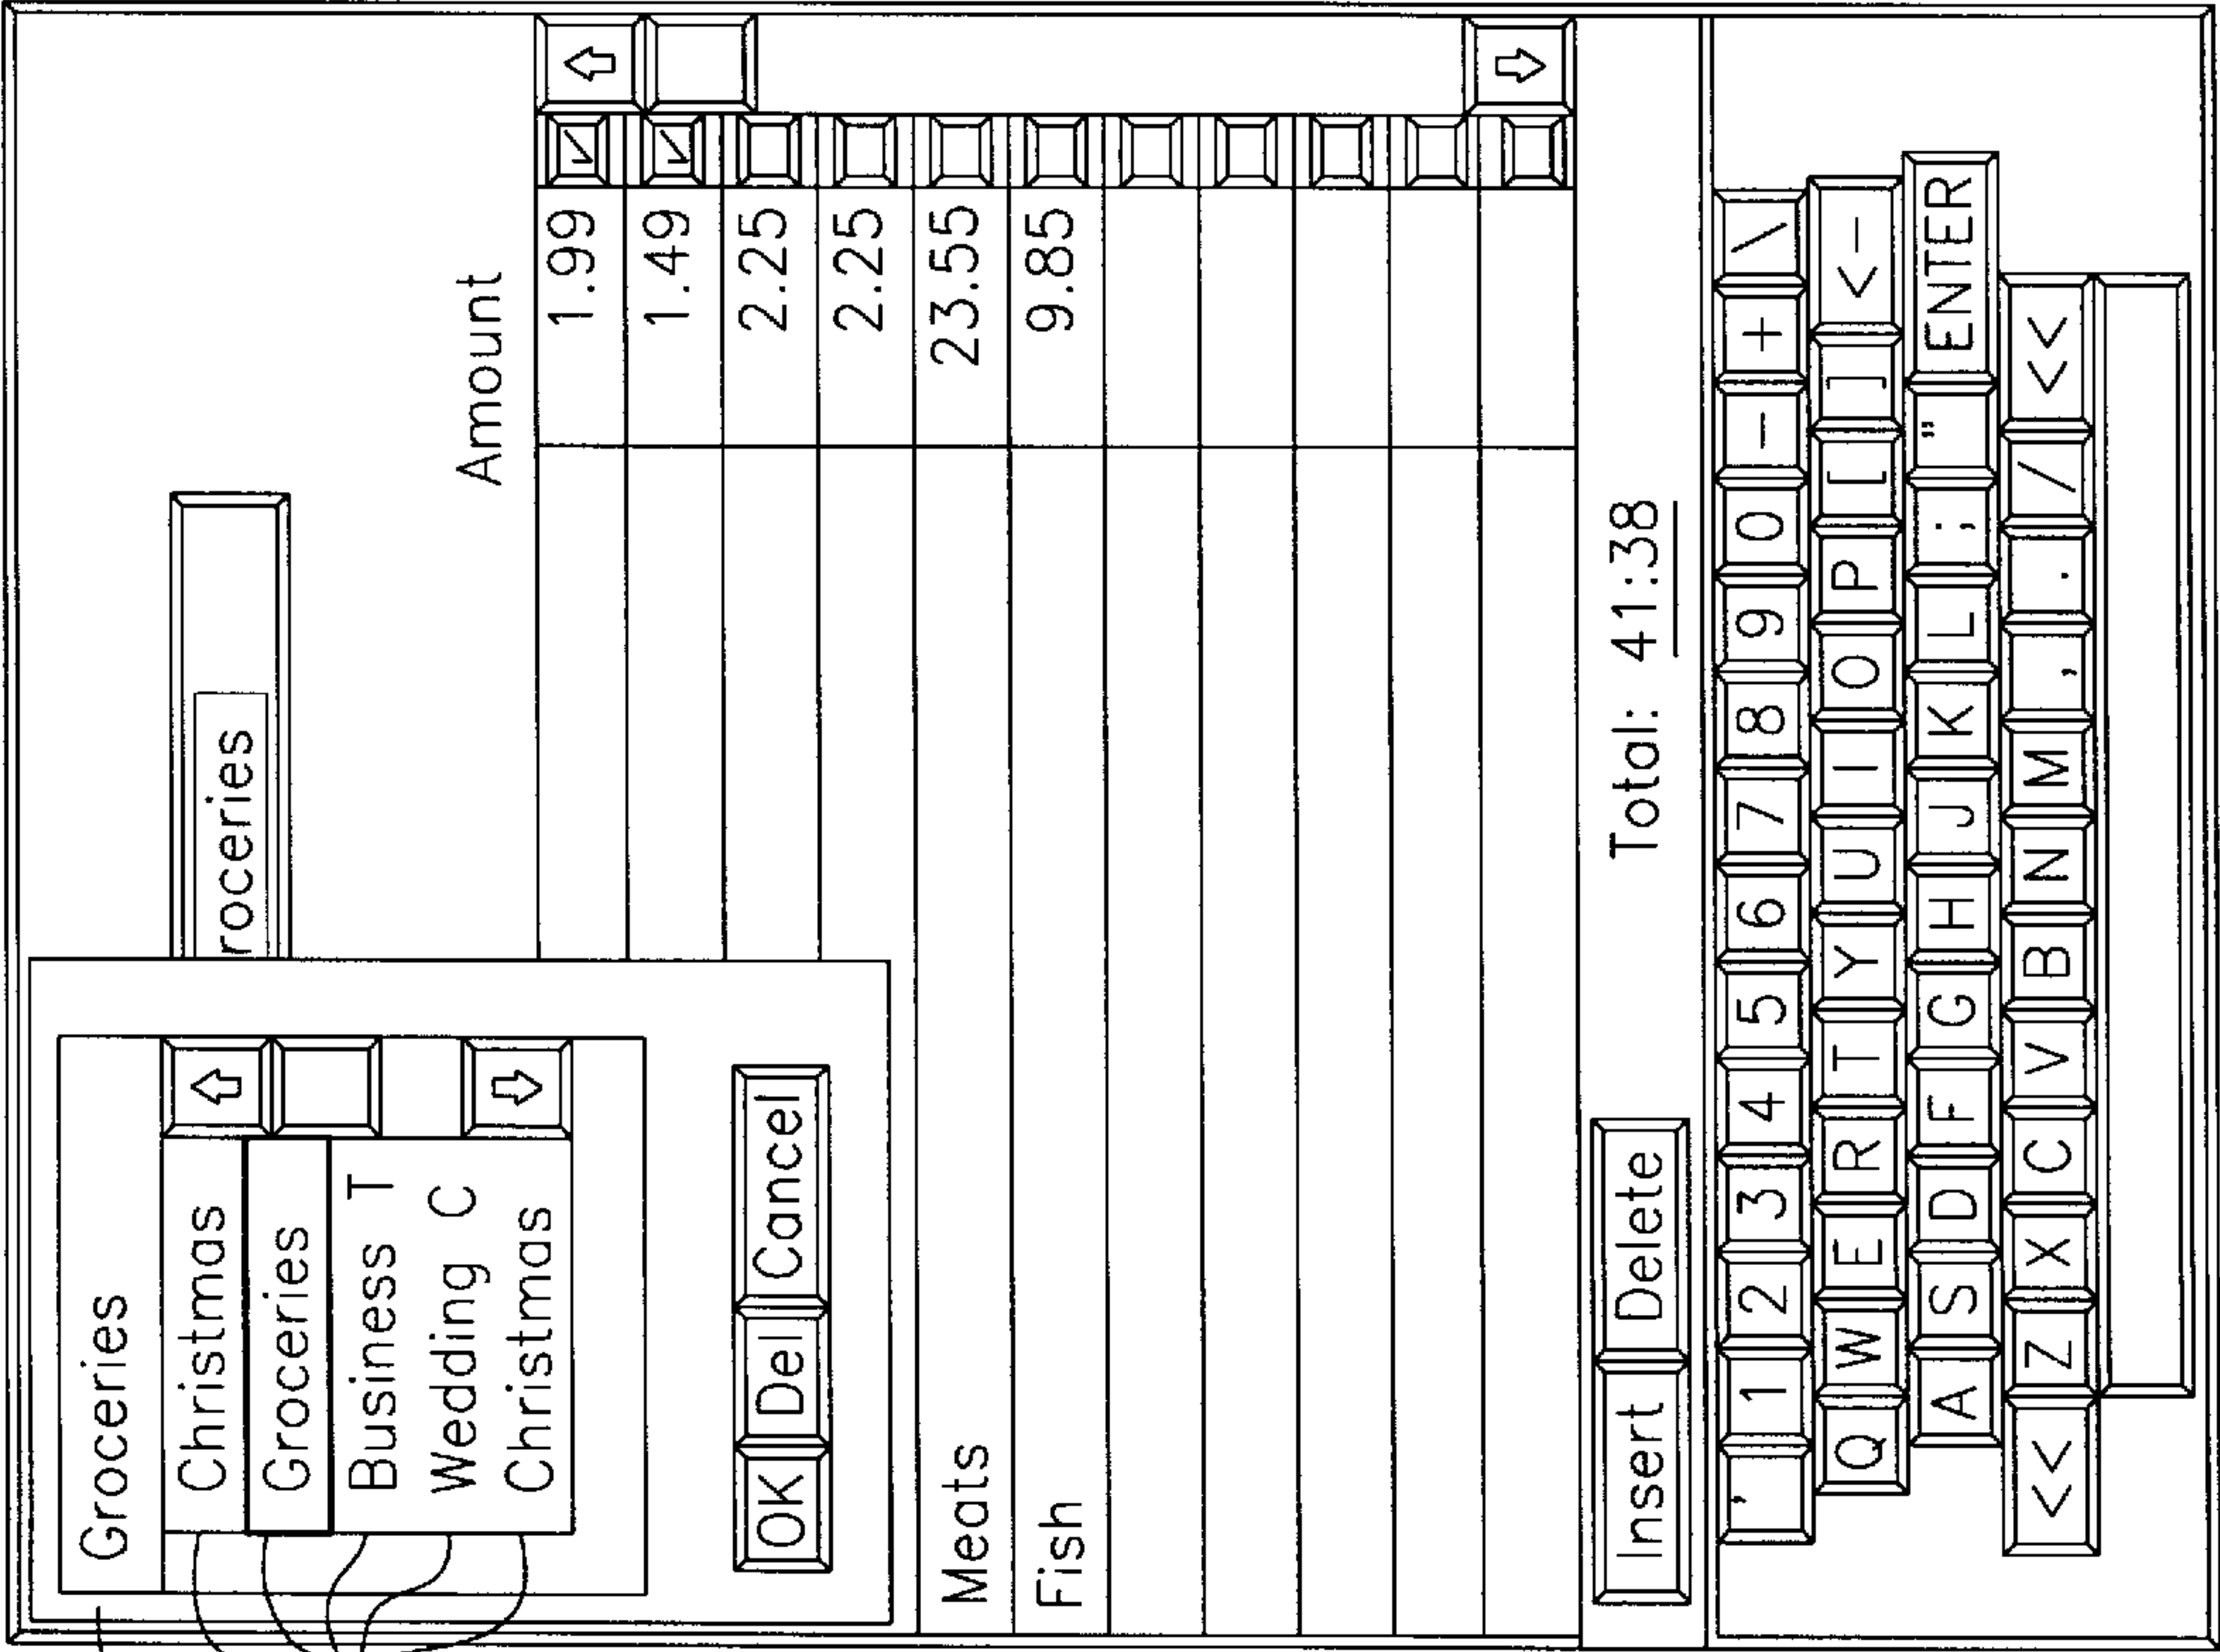 Groceries
Christmas
Groceries
Business T
Wedding C
Christmas
OK Del Cancel
roceries
Amount
1.99
1.49
2.25
2.25
Meats 23.55
Fish 9.85
Insert Delete Total: 41:38
' 1 2 3 4 5 6 7 8 9 0 - + \
Q W E R T Y U I O P [ ] <-
A S D F G H J K L ; " ENTER
<< Z X C V B N M , . / <<